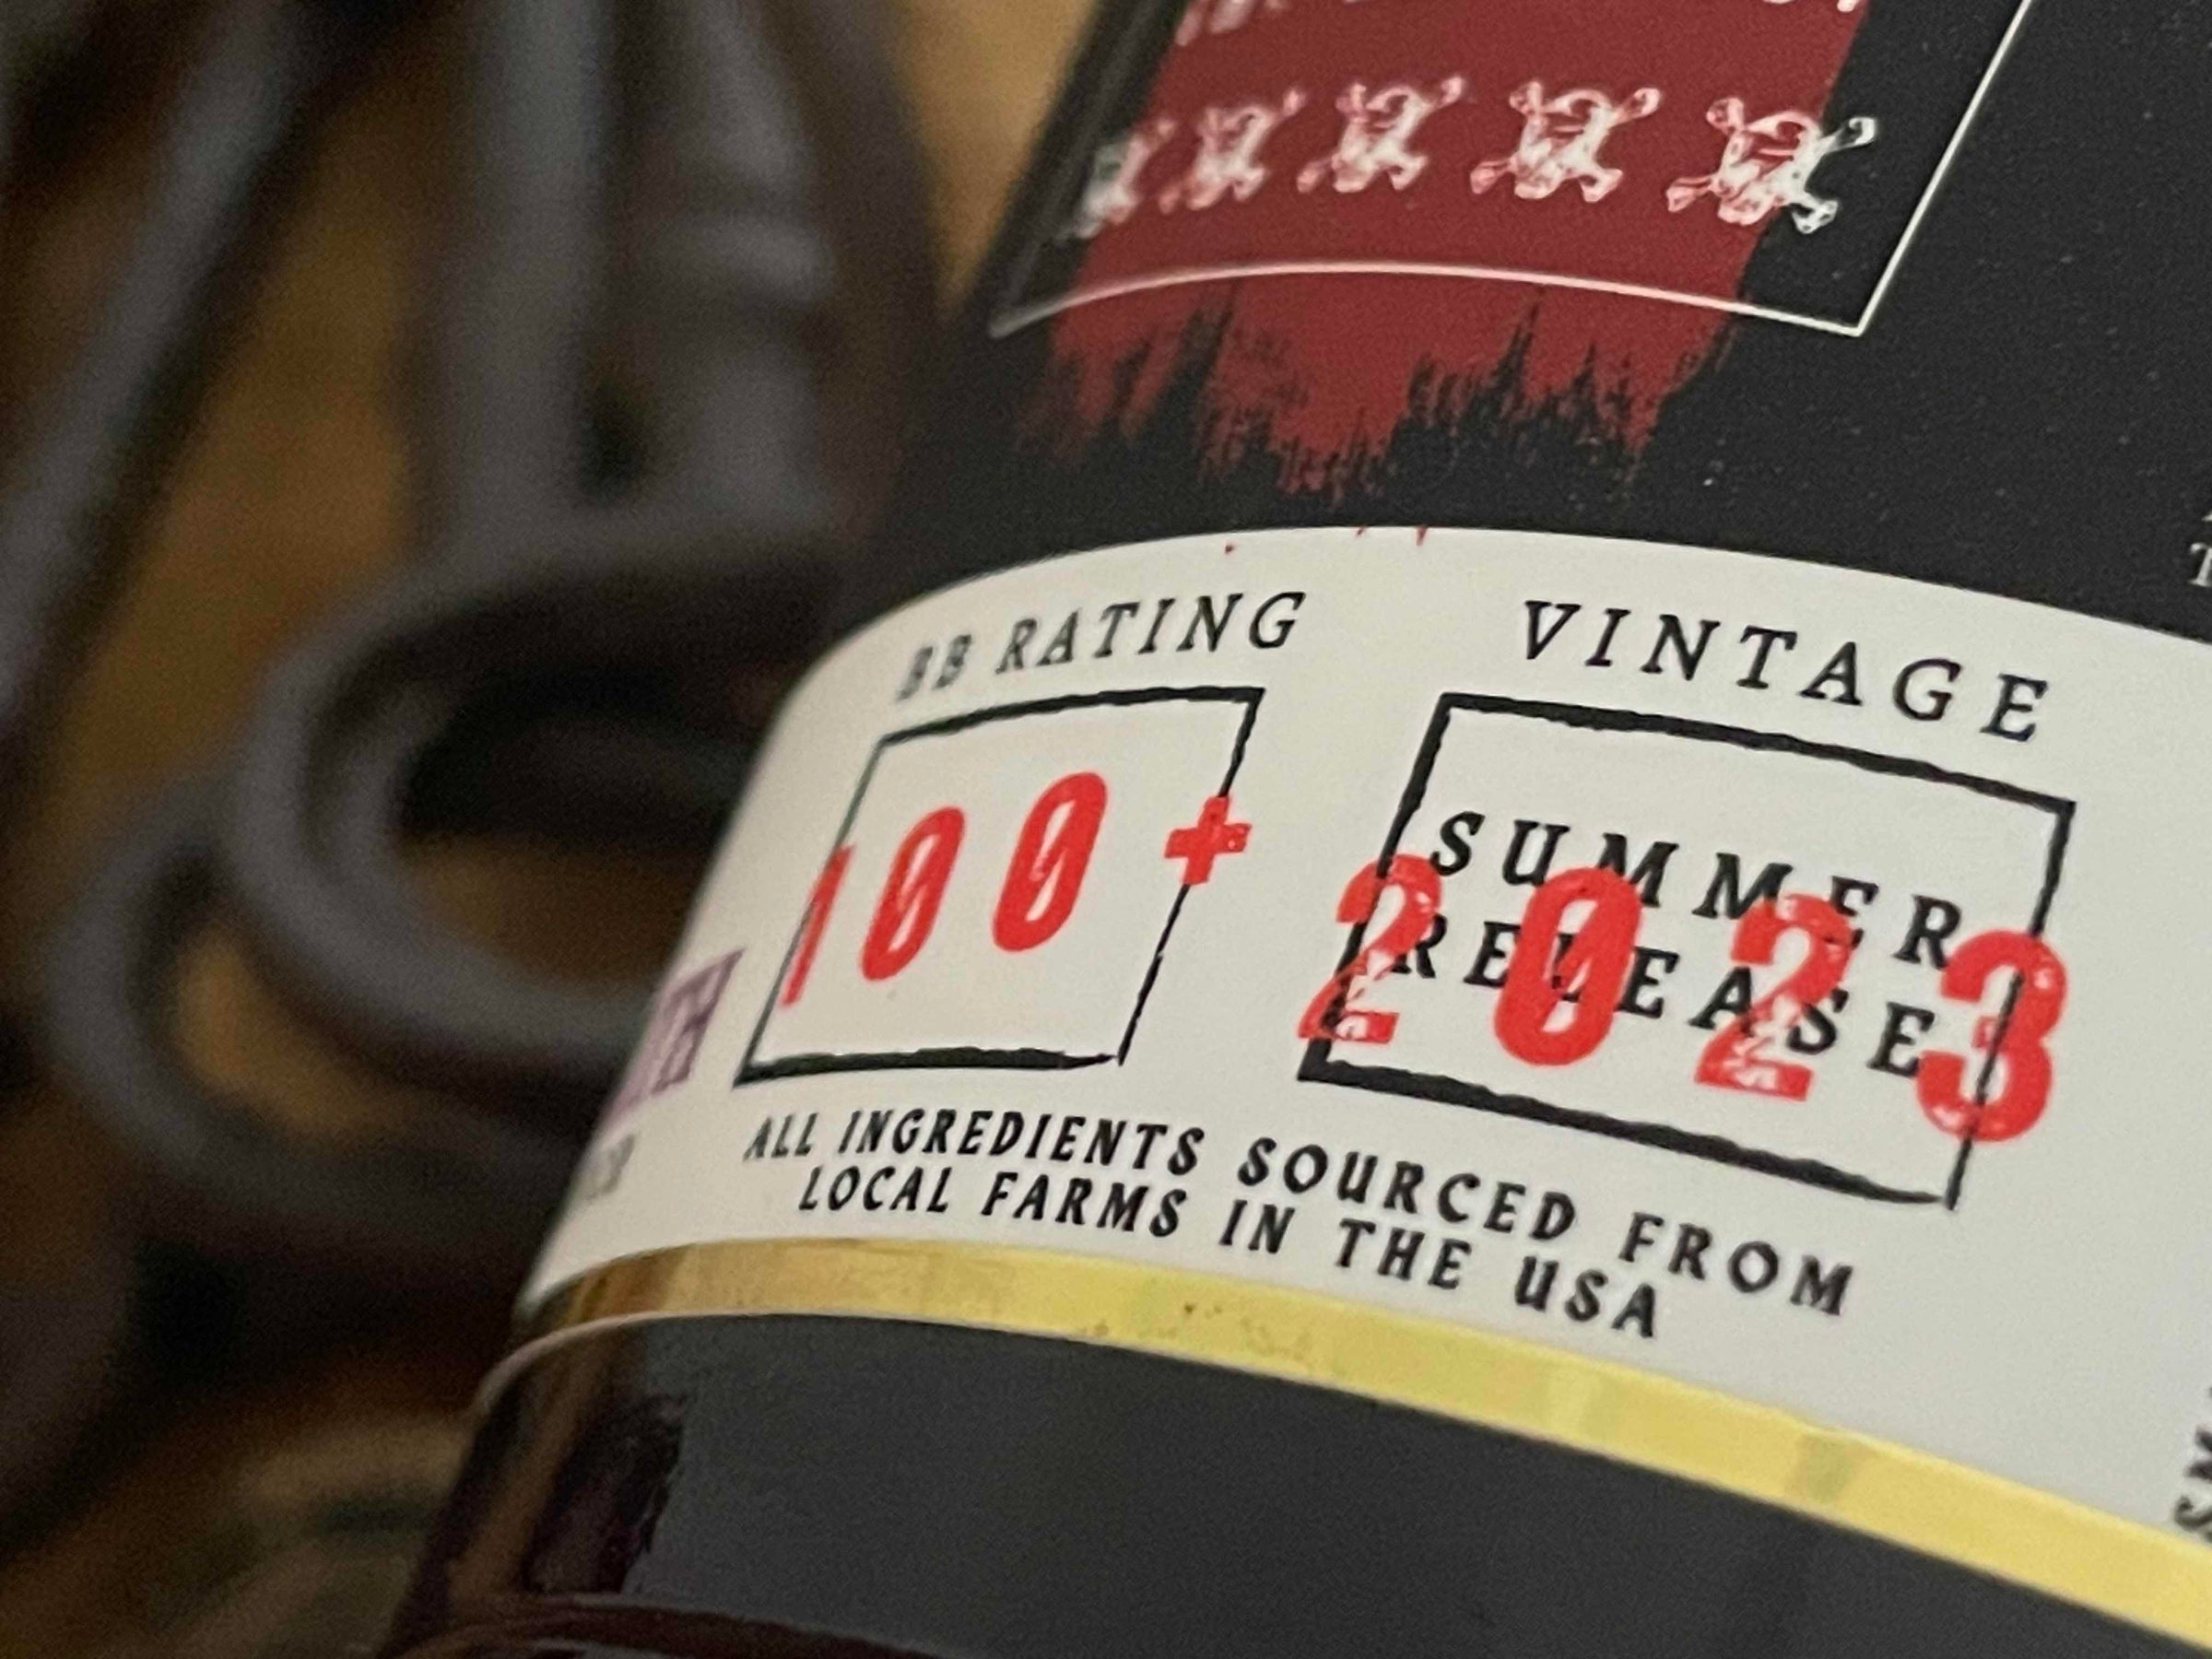 BB RATING
100+
VINTAGE
SUMMER
RELEASE
2023
ALL INGREDIENTS SOURCED FROM
LOCAL FARMS IN THE USA